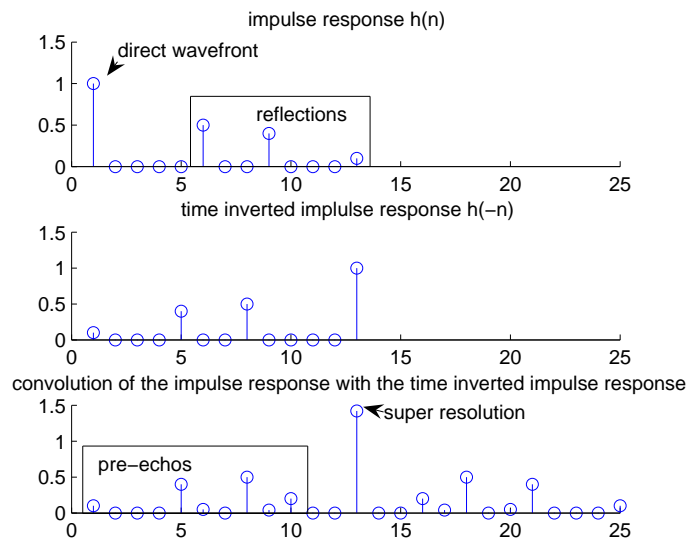 impulse response h(n)
1.5
direct wavefront
1
reflections
0.5
0
0 5 10 15 20 25
time inverted implulse response h(−n)
1.5
1
0.5
0
0 5 10 15 20 25
convolution of the impulse response with the time inverted impulse response
1.5
super resolution
1
pre−echos
0.5
0
0 5 10 15 20 25